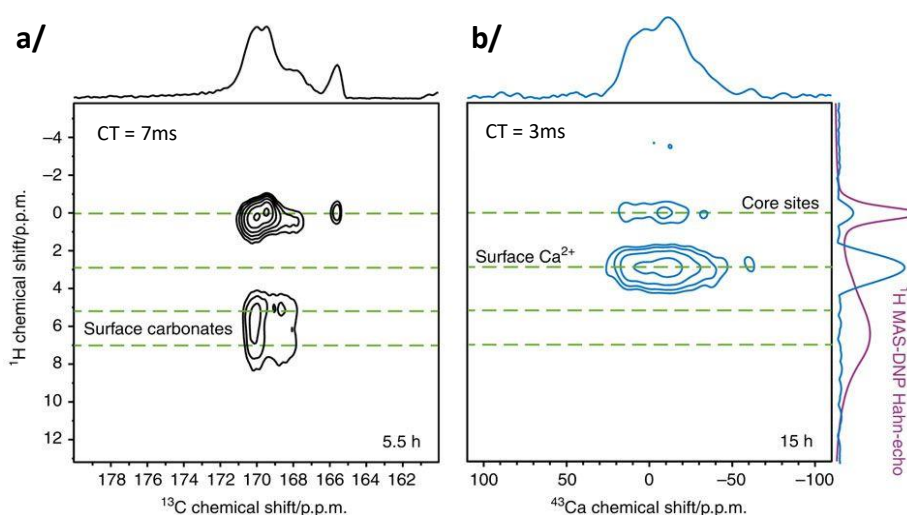 a/
CT = 7ms
−4
−2
0
2
4
6
8
10
12
¹H chemical shift/p.p.m.
Surface carbonates
5.5 h
178 176 174 172 170 168 166 164 162
¹³C chemical shift/p.p.m.
b/
CT = 3ms
Core sites
Surface Ca²⁺
15 h
100 50 0 −50 −100
⁴³Ca chemical shift/p.p.m.
¹H MAS-DNP Hahn-echo